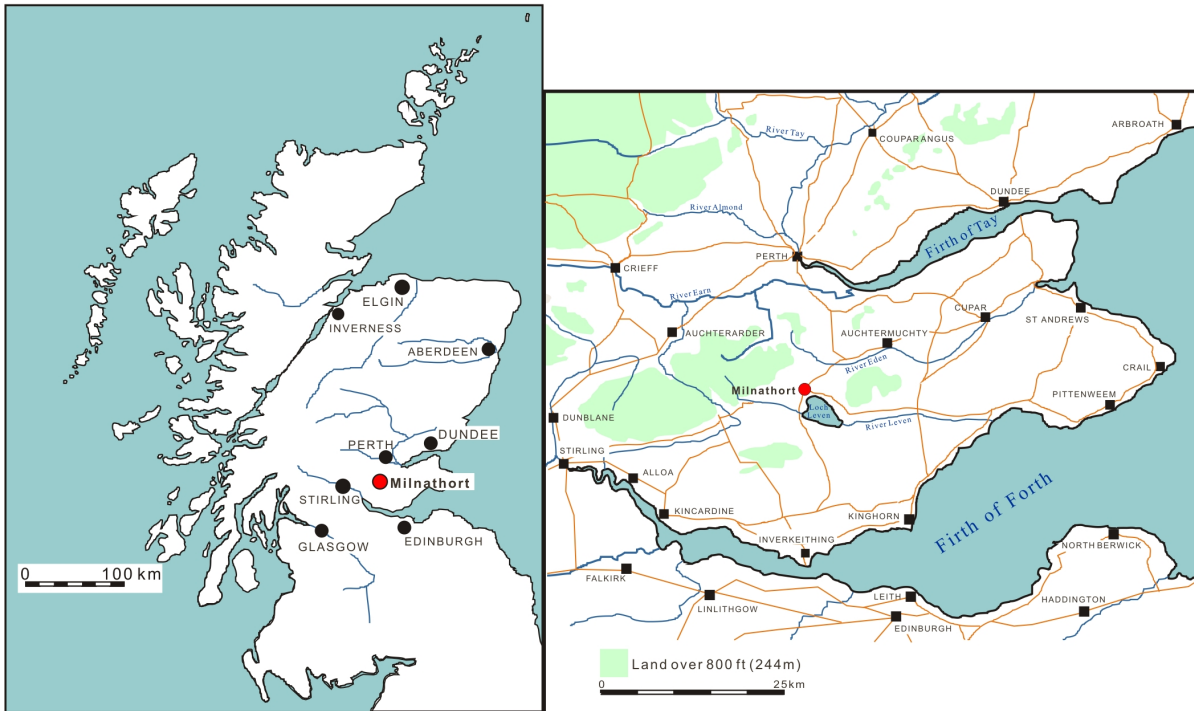 ELGIN
INVERNESS
ABERDEEN
DUNDEE
PERTH
Milnathort
STIRLING
GLASGOW
EDINBURGH
0 100 km
ARBROATH
River Tay
COUPAR ANGUS
DUNDEE
River Almond
Firth of Tay
PERTH
CRIEFF
River Earn
CUPAR
ST ANDREWS
AUCHTERARDER
AUCHTERMUCHTY
River Eden
CRAIL
Milnathort
PITTENWEEM
Loch
Leven
DUNBLANE
River Leven
STIRLING
ALLOA
KINCARDINE
KINGHORN
Firth of Forth
INVERKEITHING
NORTH BERWICK
FALKIRK
LEITH
LINLITHGOW
HADDINGTON
EDINBURGH
Land over 800 ft (244m)
0 25km